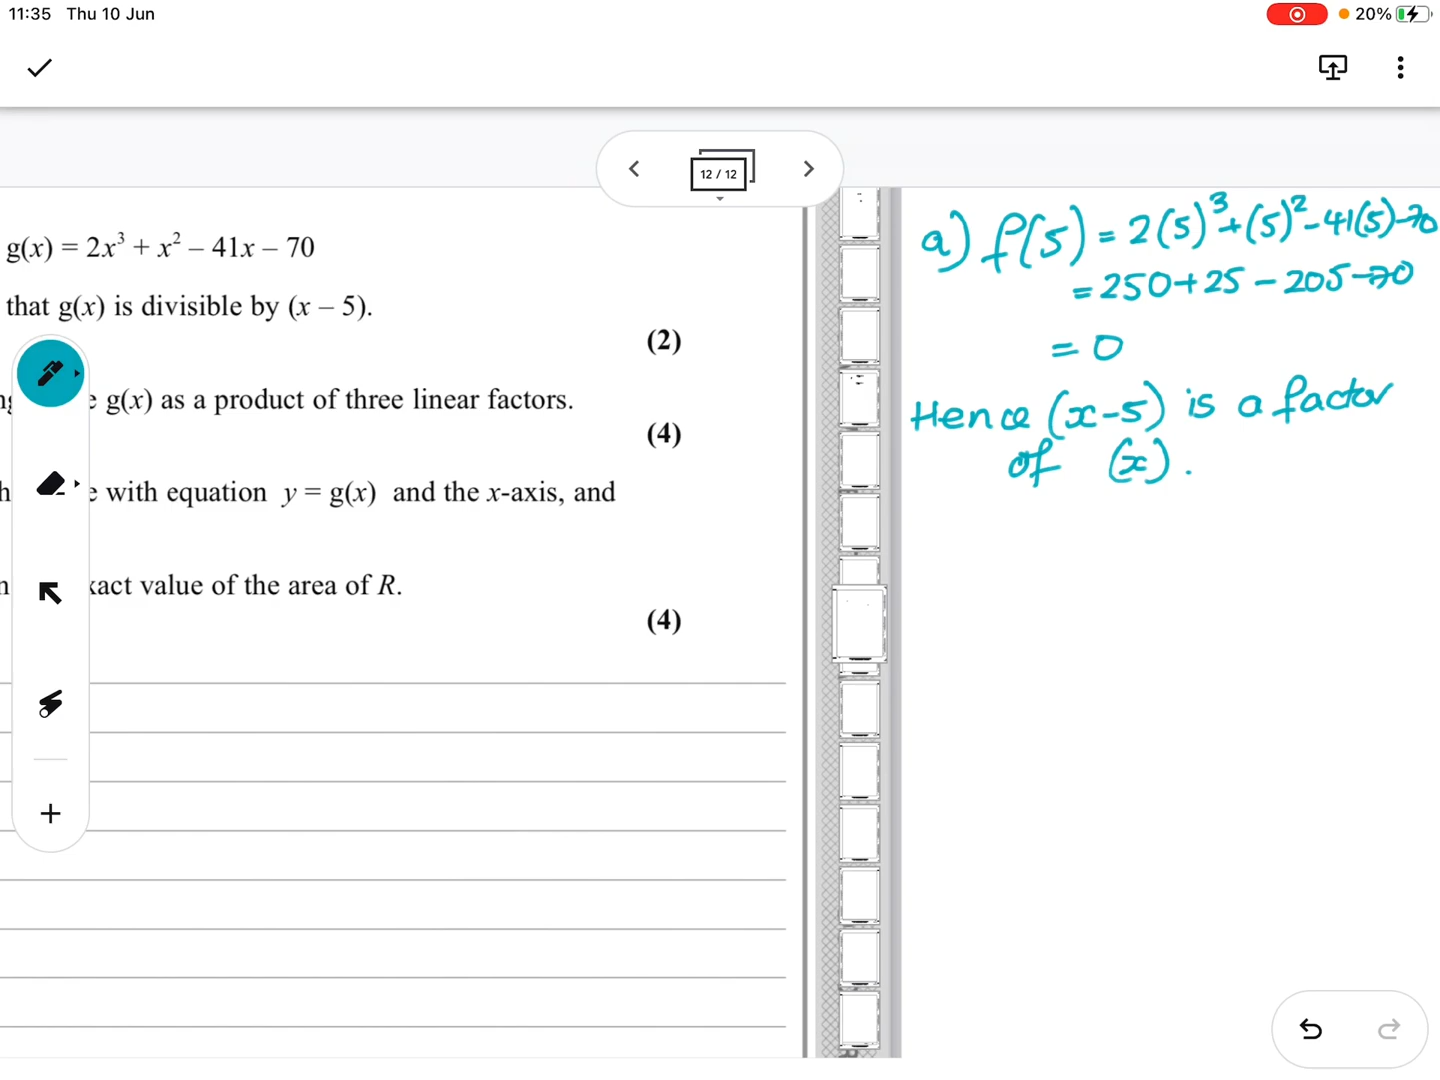 11:35 Thu 10 Jun
20%
12 / 12
g(x) = 2x³ + x² – 41x – 70
that g(x) is divisible by (x – 5).
(2)
e g(x) as a product of three linear factors.
(4)
e with equation y = g(x) and the x-axis, and
xact value of the area of R.
(4)
a) f(5) = 2(5)³+(5)²-41(5)-70
= 250+25-205-70
= 0
Hence (x-5) is a factor
of (x).